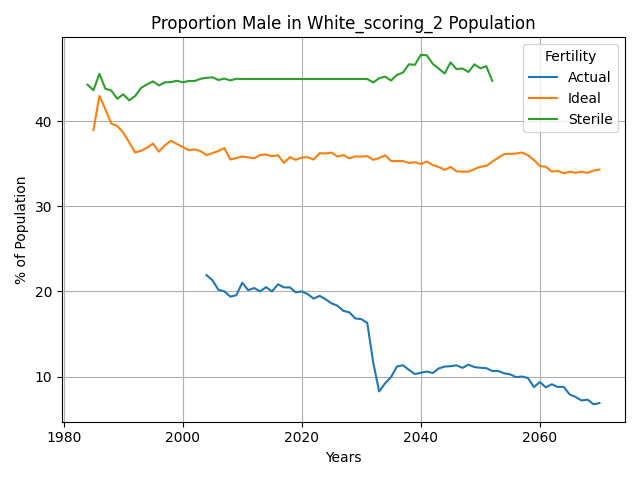 Proportion Male in White_scoring_2 Population
Fertility
Actual
Ideal
Sterile
% of Population
40
30
20
10
1980
2000
2020
2040
2060
Years